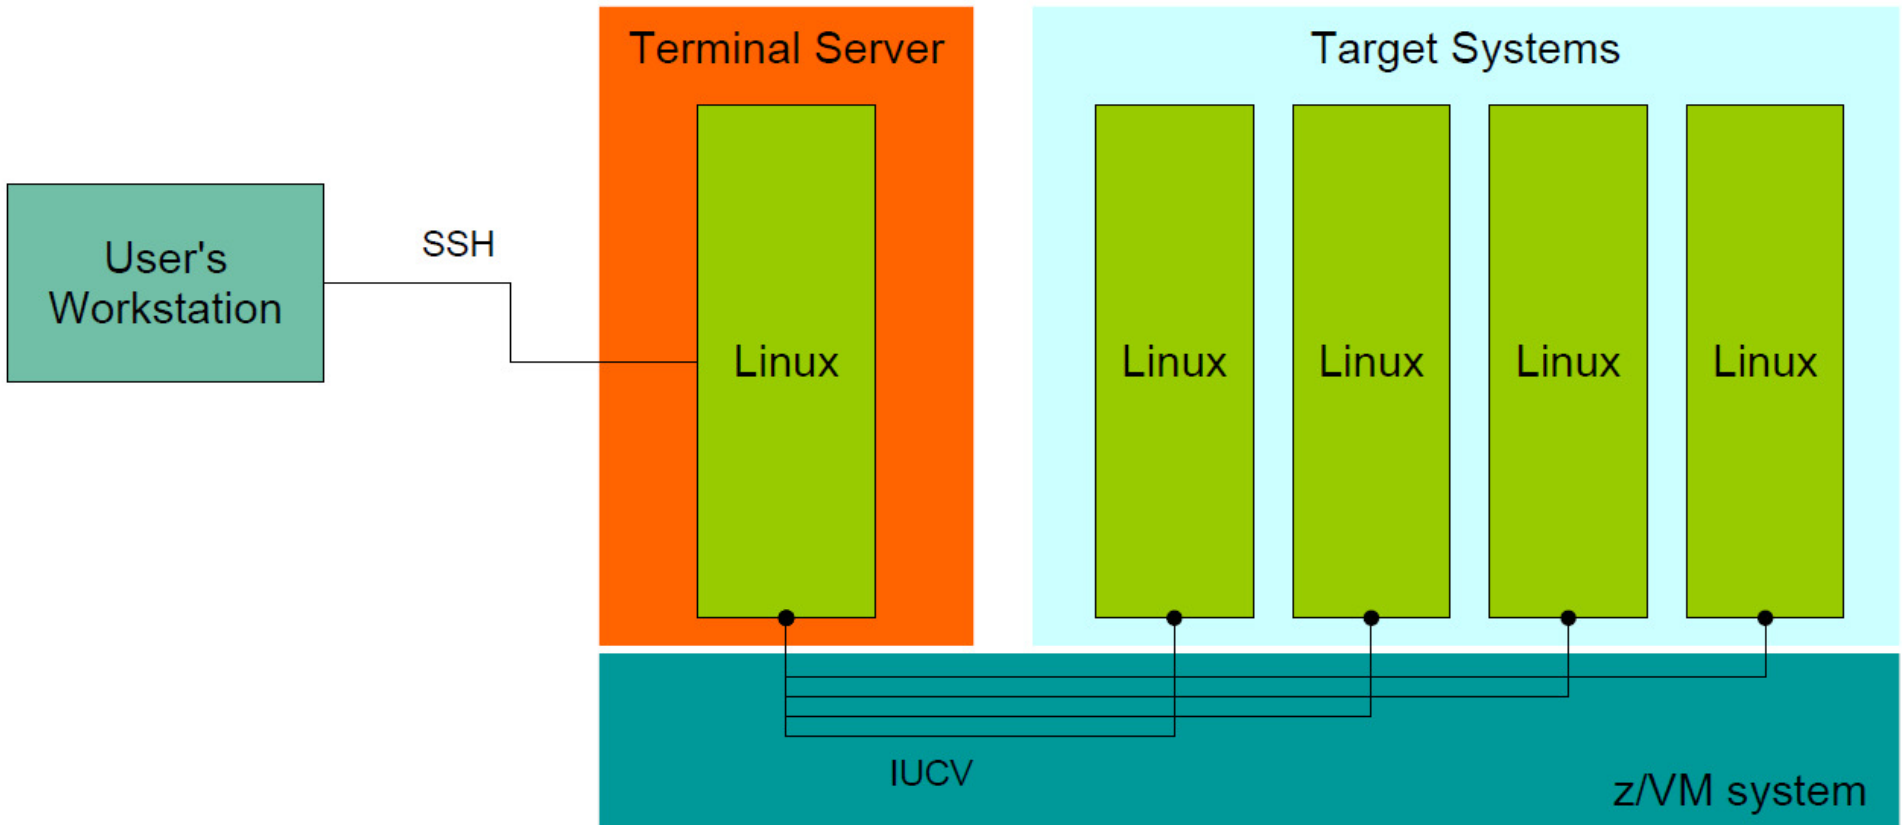 Terminal Server
Target Systems
User's
Workstation
SSH
Linux
Linux
Linux
Linux
Linux
IUCV
z/VM system